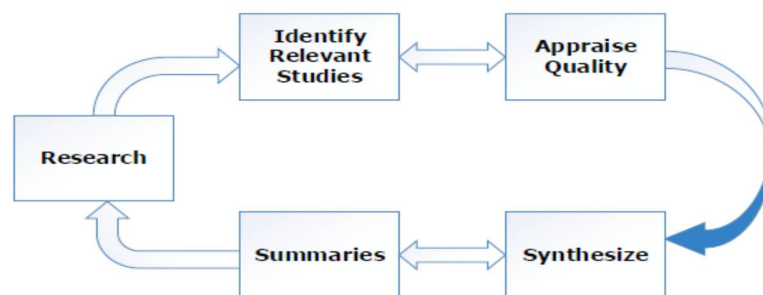 Identify
Relevant
Studies
Appraise
Quality
Research
Summaries
Synthesize